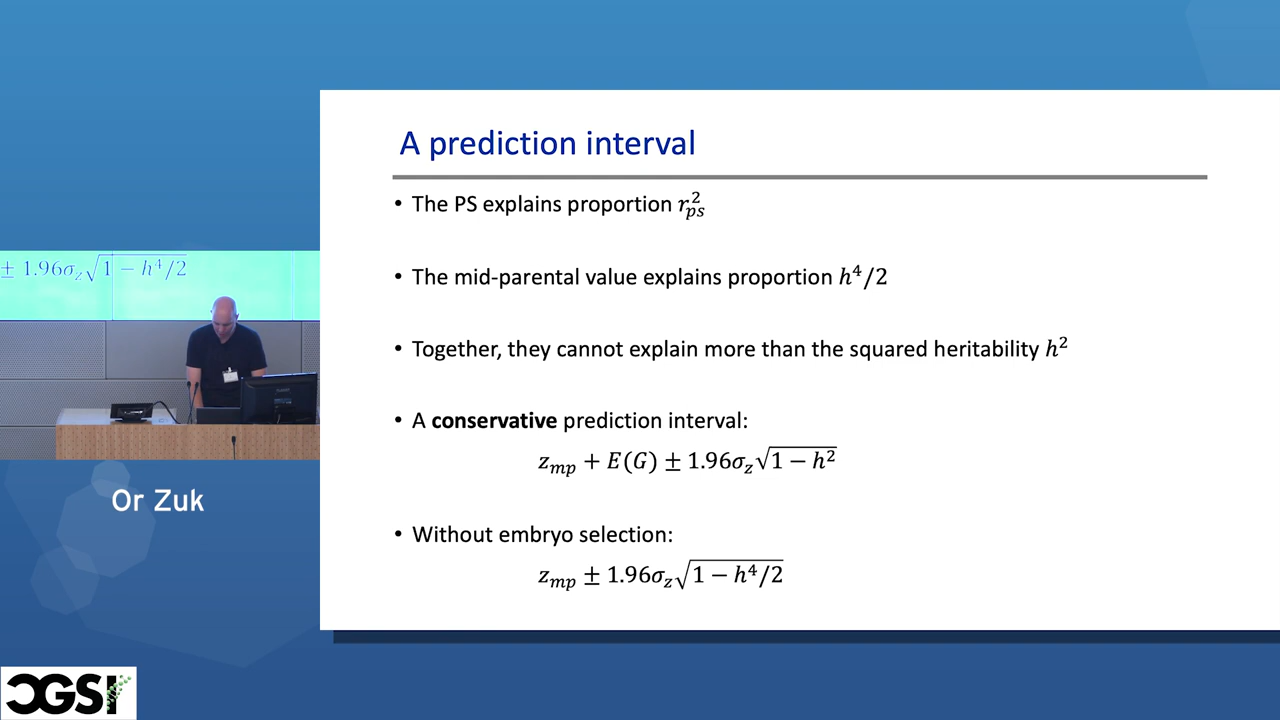 A prediction interval
• The PS explains proportion r²ₚₛ
• The mid-parental value explains proportion h⁴/2
• Together, they cannot explain more than the squared heritability h²
• A conservative prediction interval:
zₘₚ + E(G) ± 1.96σ_z√(1 − h²)
• Without embryo selection:
zₘₚ ± 1.96σ_z√(1 − h⁴/2)
± 1.96σ_z√(1 − h⁴/2)
Or Zuk
CGSI